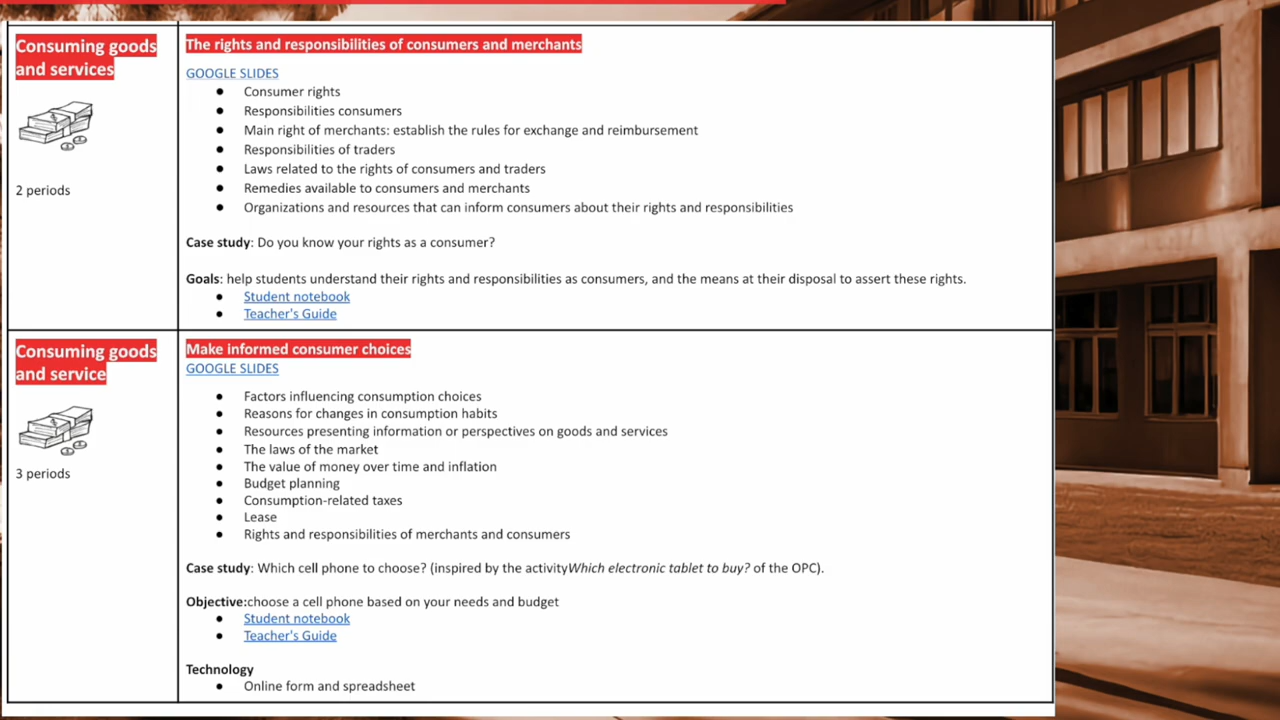 Consuming goods
and services
2 periods
The rights and responsibilities of consumers and merchants
GOOGLE SLIDES
● Consumer rights
● Responsibilities consumers
● Main right of merchants: establish the rules for exchange and reimbursement
● Responsibilities of traders
● Laws related to the rights of consumers and traders
● Remedies available to consumers and merchants
● Organizations and resources that can inform consumers about their rights and responsibilities
Case study: Do you know your rights as a consumer?
Goals: help students understand their rights and responsibilities as consumers, and the means at their disposal to assert these rights.
● Student notebook
● Teacher's Guide
Consuming goods
and service
3 periods
Make informed consumer choices
GOOGLE SLIDES
● Factors influencing consumption choices
● Reasons for changes in consumption habits
● Resources presenting information or perspectives on goods and services
● The laws of the market
● The value of money over time and inflation
● Budget planning
● Consumption-related taxes
● Lease
● Rights and responsibilities of merchants and consumers
Case study: Which cell phone to choose? (inspired by the activityWhich electronic tablet to buy? of the OPC).
Objective:choose a cell phone based on your needs and budget
● Student notebook
● Teacher's Guide
Technology
● Online form and spreadsheet